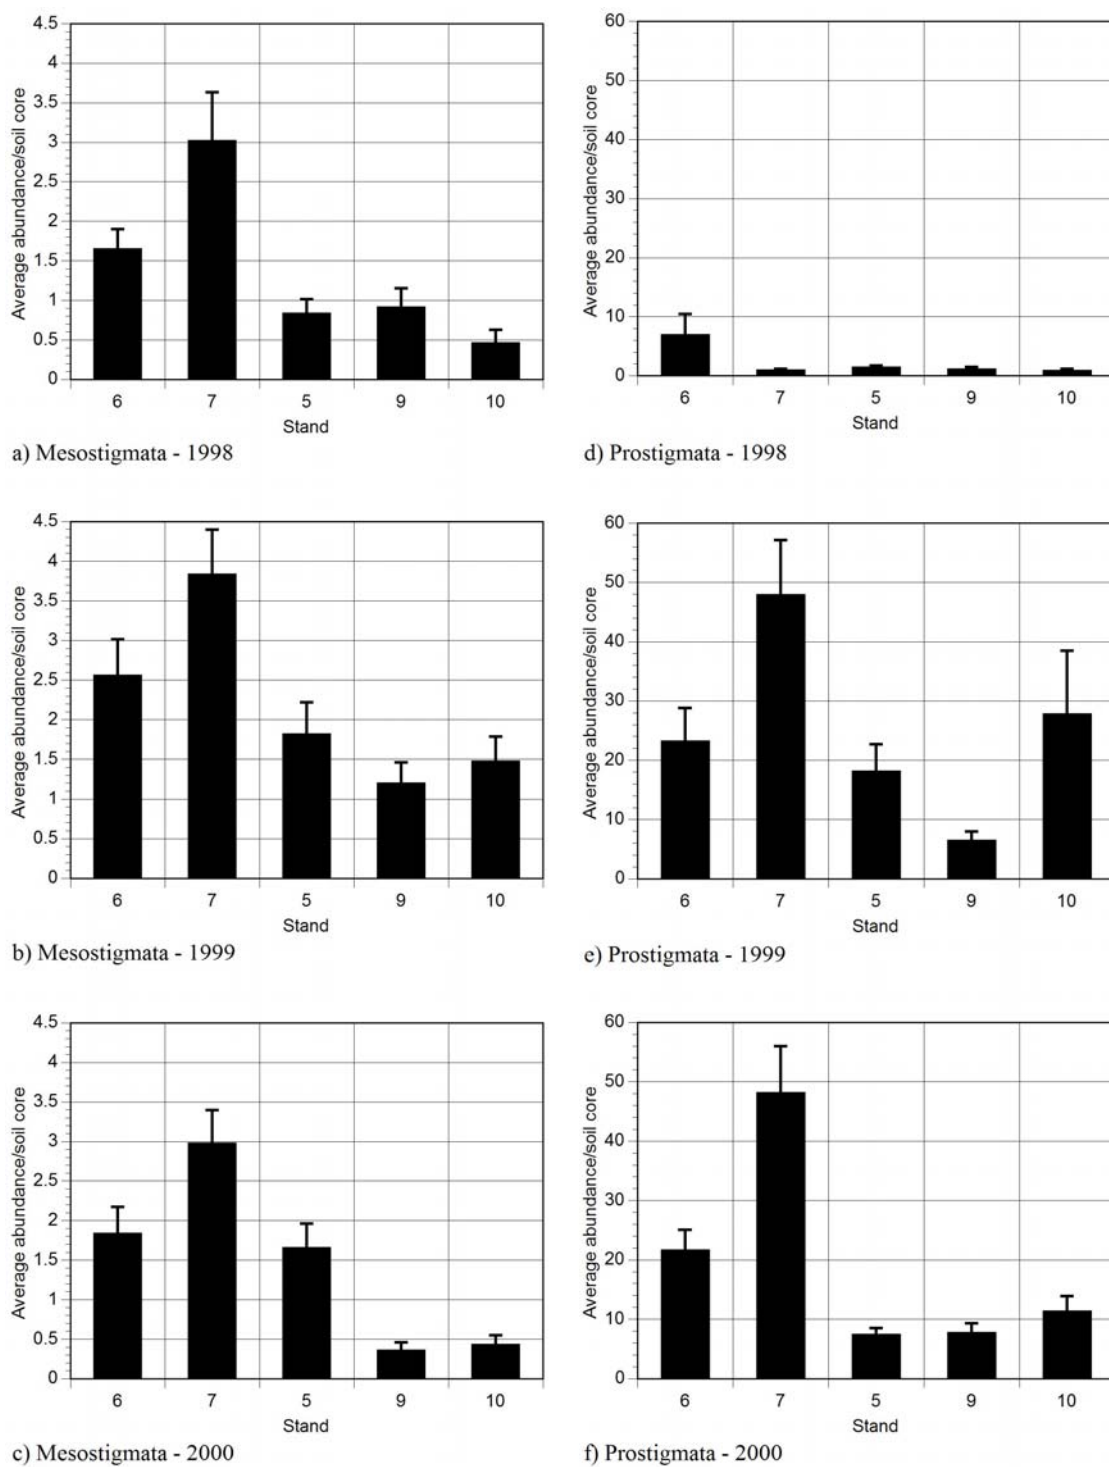 Average abundance/soil core
4.5
4
3.5
3
2.5
2
1.5
1
0.5
0
6 7 5 9 10
Stand
a) Mesostigmata - 1998
Average abundance/soil core
60
50
40
30
20
10
0
6 7 5 9 10
Stand
d) Prostigmata - 1998
Average abundance/soil core
4.5
4
3.5
3
2.5
2
1.5
1
0.5
0
6 7 5 9 10
Stand
b) Mesostigmata - 1999
Average abundance/soil core
60
50
40
30
20
10
0
6 7 5 9 10
Stand
e) Prostigmata - 1999
Average abundance/soil core
4.5
4
3.5
3
2.5
2
1.5
1
0.5
0
6 7 5 9 10
Stand
c) Mesostigmata - 2000
Average abundance/soil core
60
50
40
30
20
10
0
6 7 5 9 10
Stand
f) Prostigmata - 2000